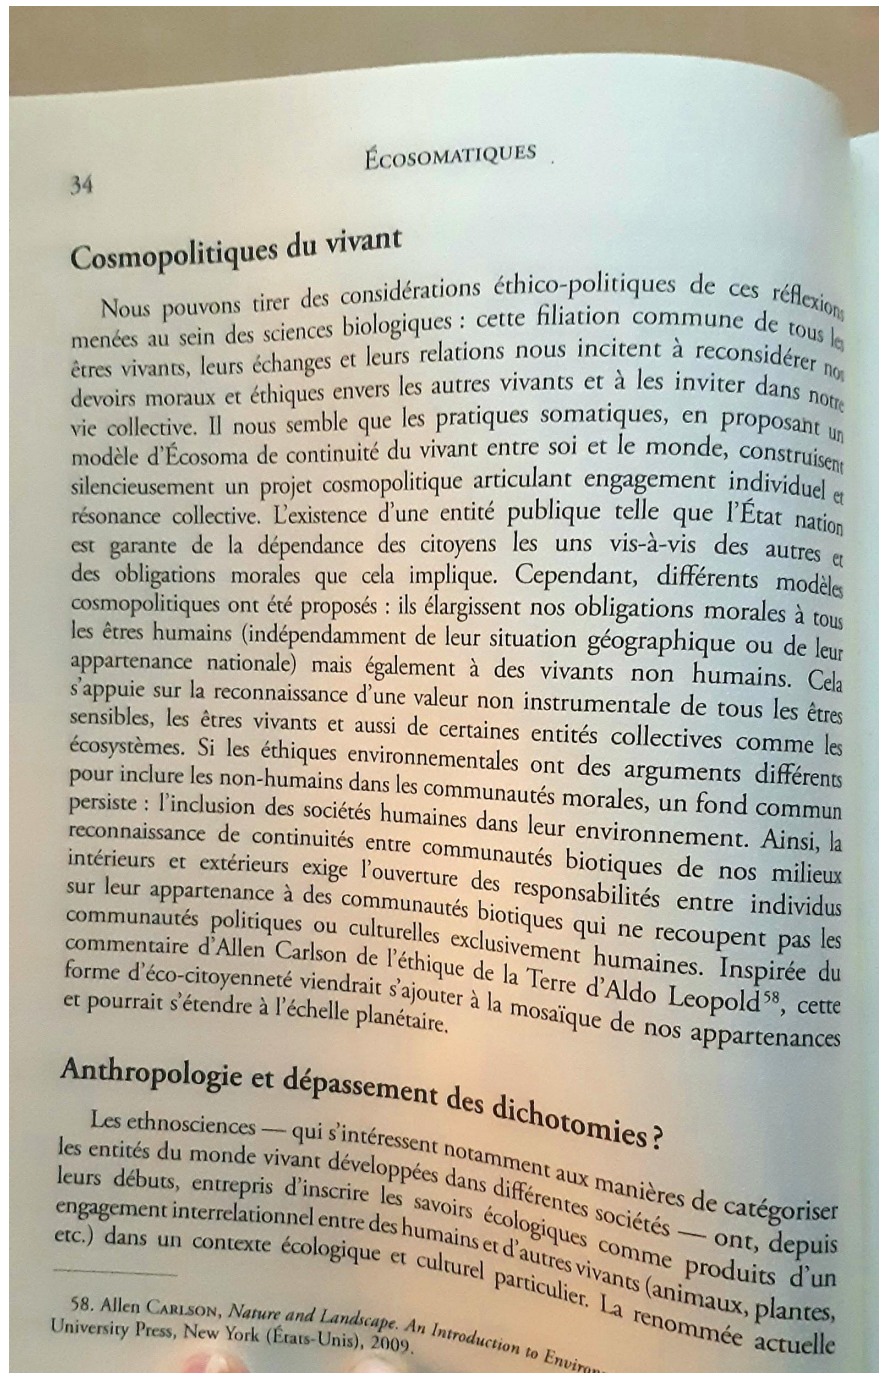 Écosomatiques
34
Cosmopolitiques du vivant
Nous pouvons tirer des considérations éthico-politiques de ces réflexions
menées au sein des sciences biologiques : cette filiation commune de tous les
êtres vivants, leurs échanges et leurs relations nous incitent à reconsidérer nos
devoirs moraux et éthiques envers les autres vivants et à les inviter dans notre
vie collective. Il nous semble que les pratiques somatiques, en proposant un
modèle d'Écosoma de continuité du vivant entre soi et le monde, construisent
silencieusement un projet cosmopolitique articulant engagement individuel et
résonance collective. L'existence d'une entité publique telle que l'État nation
est garante de la dépendance des citoyens les uns vis-à-vis des autres et
des obligations morales que cela implique. Cependant, différents modèles
cosmopolitiques ont été proposés : ils élargissent nos obligations morales à tous
les êtres humains (indépendamment de leur situation géographique ou de leur
appartenance nationale) mais également à des vivants non humains. Cela
s'appuie sur la reconnaissance d'une valeur non instrumentale de tous les êtres
sensibles, les êtres vivants et aussi de certaines entités collectives comme les
écosystèmes. Si les éthiques environnementales ont des arguments différents
pour inclure les non-humains dans les communautés morales, un fond commun
persiste : l'inclusion des sociétés humaines dans leur environnement. Ainsi, la
reconnaissance de continuités entre communautés biotiques de nos milieux
intérieurs et extérieurs exige l'ouverture des responsabilités entre individus
sur leur appartenance à des communautés biotiques qui ne recoupent pas les
communautés politiques ou culturelles exclusivement humaines. Inspirée du
commentaire d'Allen Carlson de l'éthique de la Terre d'Aldo Leopold58, cette
forme d'éco-citoyenneté viendrait s'ajouter à la mosaïque de nos appartenances
et pourrait s'étendre à l'échelle planétaire.
Anthropologie et dépassement des dichotomies ?
Les ethnosciences — qui s'intéressent notamment aux manières de catégoriser
les entités du monde vivant développées dans différentes sociétés — ont, depuis
leurs débuts, entrepris d'inscrire les savoirs écologiques comme produits d'un
engagement interrelationnel entre des humains et d'autres vivants (animaux, plantes,
etc.) dans un contexte écologique et culturel particulier. La renommée actuelle
58. Allen Carlson, Nature and Landscape. An Introduction to
University Press, New York (États-Unis), 2009.